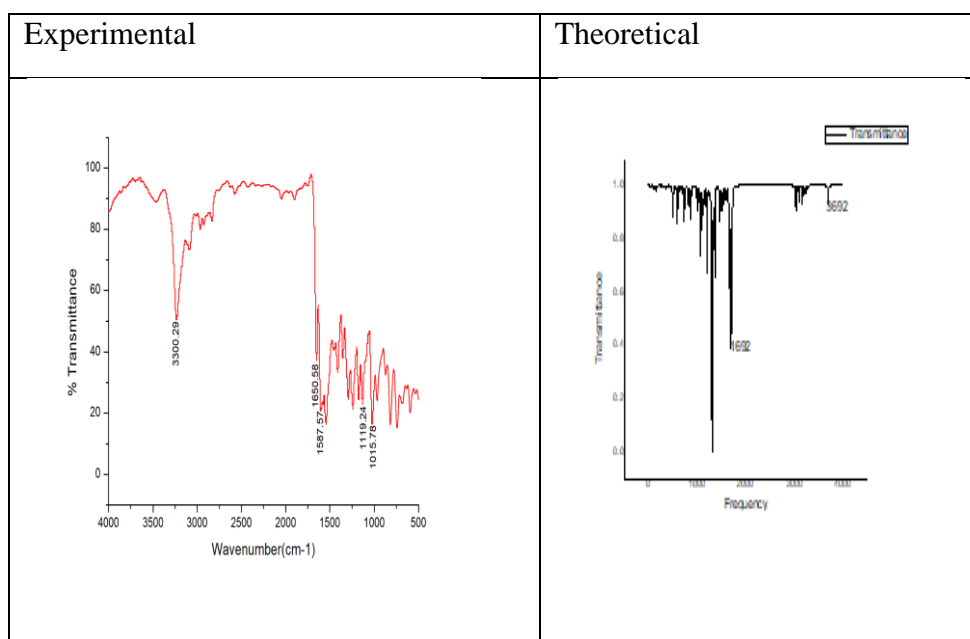 Experimental
Theoretical
100
80
60
40
20
0
% Transmittance
3300.29
1650.58
1587.57
1119.24
1015.78
4000 3500 3000 2500 2000 1500 1000 500
Wavenumber(cm-1)
Transmittance
1.0
0.8
0.6
0.4
0.2
0.0
Transmittance
3692
1692
0 1000 2000 3000 4000
Frequency